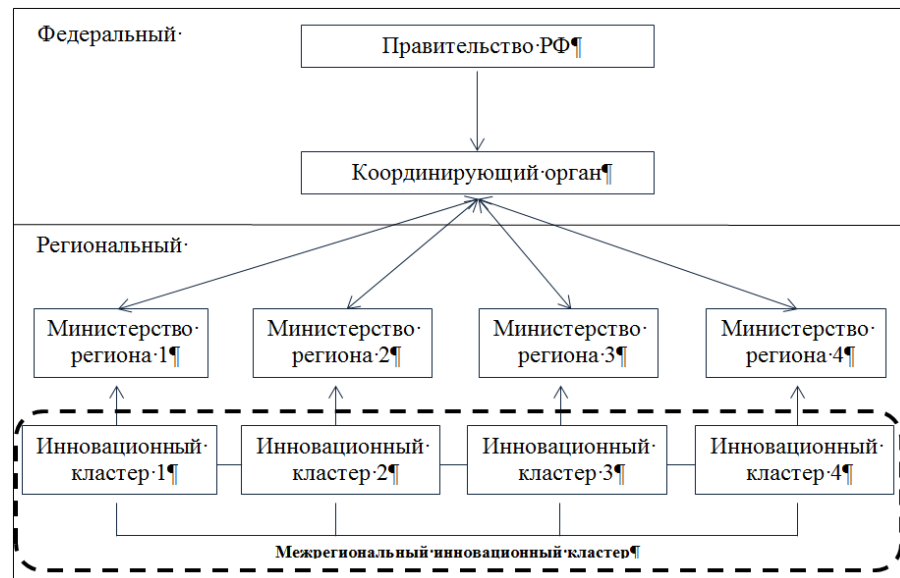 Федеральный·
Правительство·РФ¶
Координирующий·орган¶
Региональный·
Министерство·
региона·1¶
Министерство·
региона·2¶
Министерство·
региона·3¶
Министерство·
региона·4¶
Инновационный·
кластер·1¶
Инновационный·
кластер·2¶
Инновационный·
кластер·3¶
Инновационный·
кластер·4¶
Межрегиональный·инновационный·кластер¶